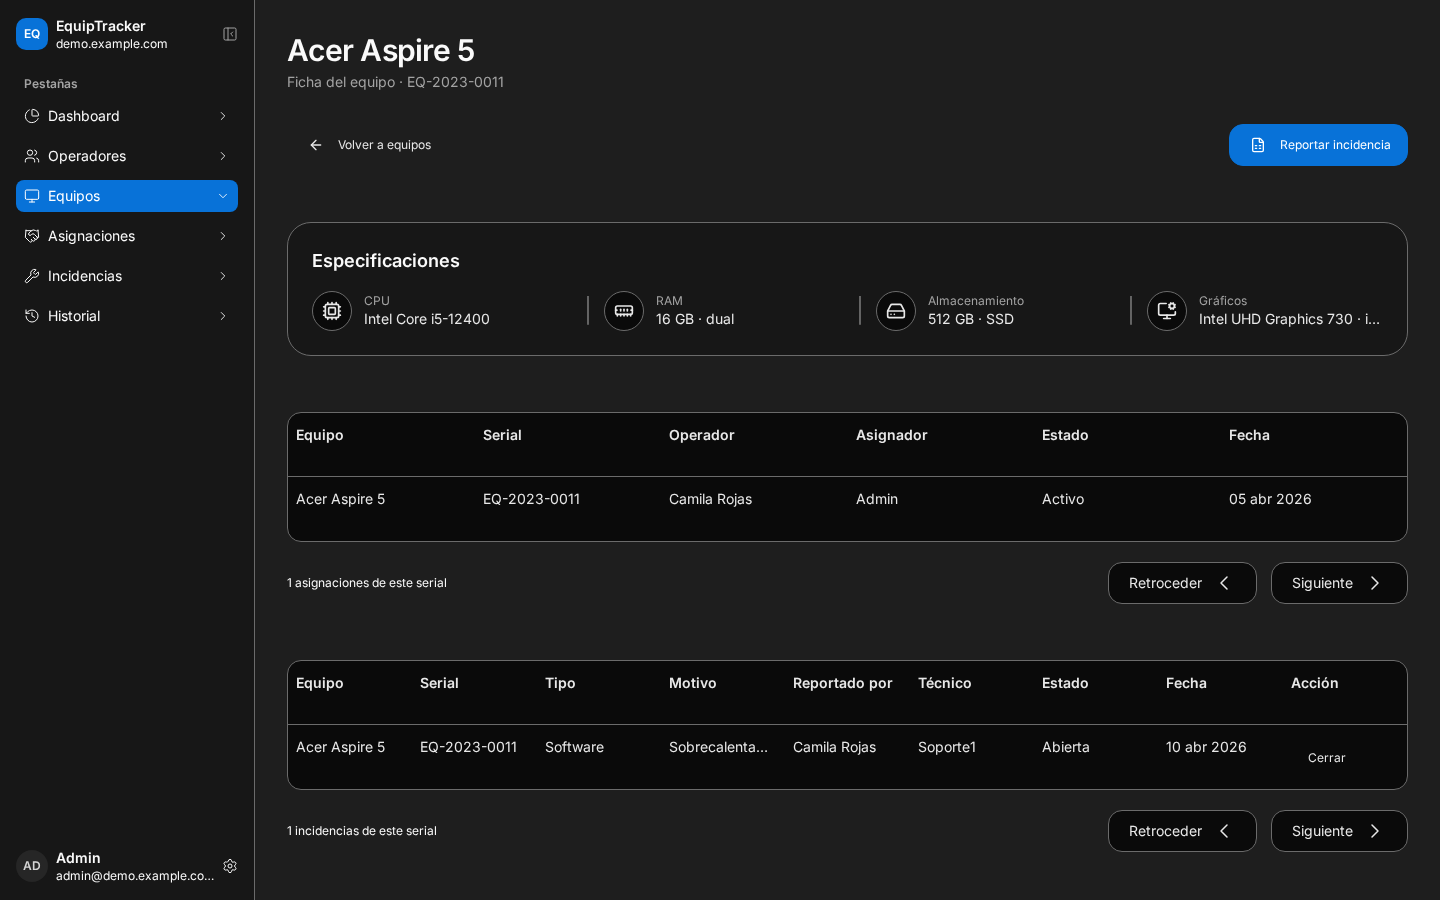 EQ
EquipTracker
demo.example.com
Pestañas
Dashboard
Operadores
Equipos
Asignaciones
Incidencias
Historial
AD
Admin
admin@demo.example.co...
Acer Aspire 5
Ficha del equipo · EQ-2023-0011
Volver a equipos
Reportar incidencia
Especificaciones
CPU
Intel Core i5-12400
RAM
16 GB · dual
Almacenamiento
512 GB · SSD
Gráficos
Intel UHD Graphics 730 · i...
Equipo Serial Operador Asignador Estado Fecha
Acer Aspire 5 EQ-2023-0011 Camila Rojas Admin Activo 05 abr 2026
1 asignaciones de este serial
Retroceder
Siguiente
Equipo Serial Tipo Motivo Reportado por Técnico Estado Fecha Acción
Acer Aspire 5 EQ-2023-0011 Software Sobrecalenta... Camila Rojas Soporte1 Abierta 10 abr 2026 Cerrar
1 incidencias de este serial
Retroceder
Siguiente